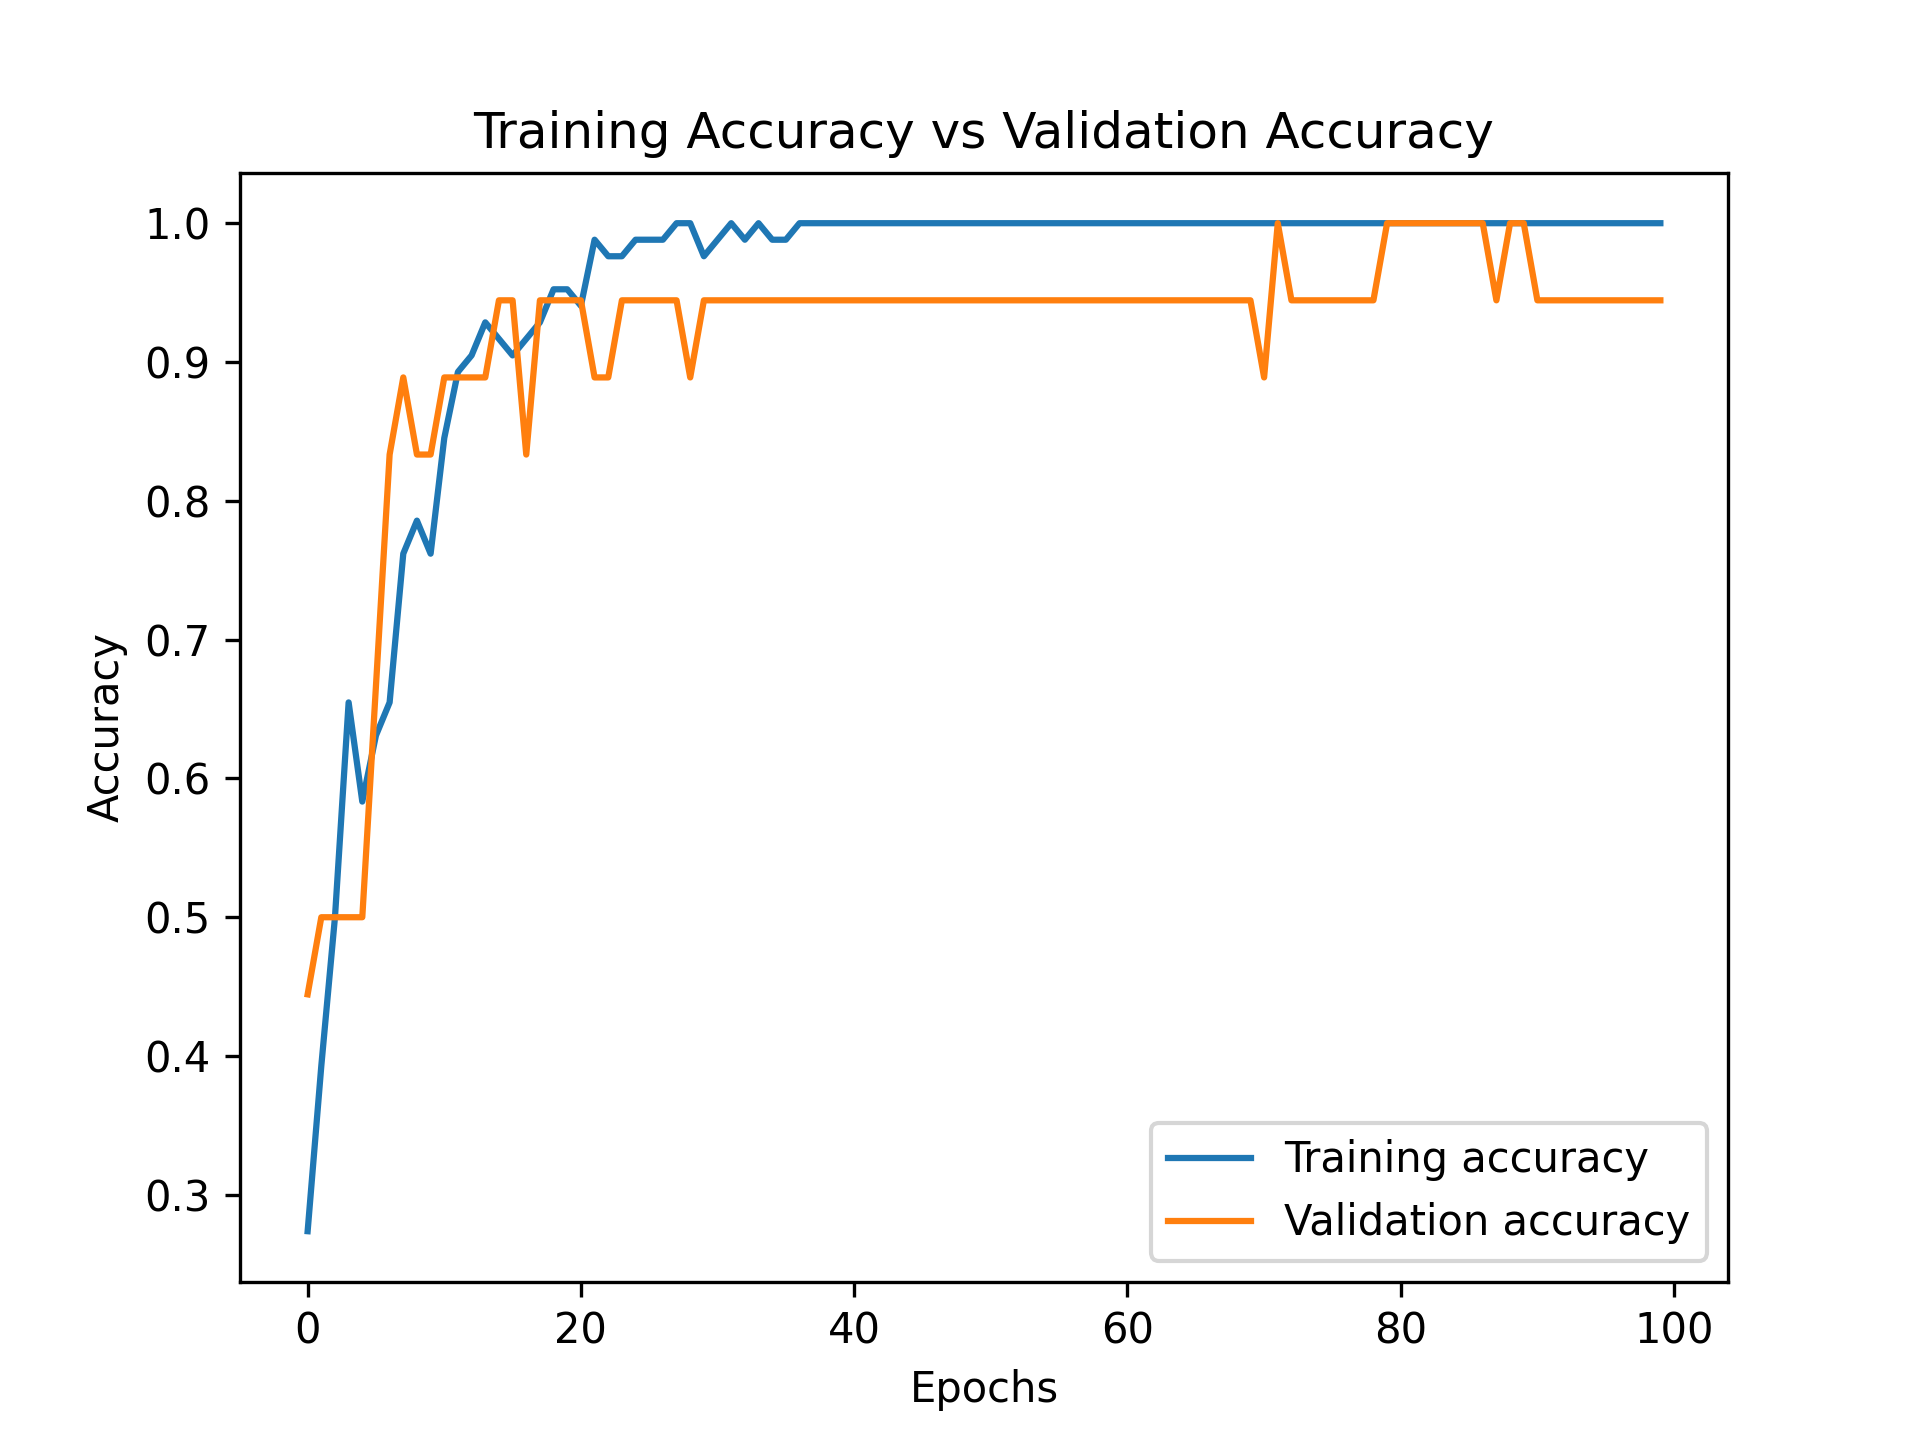 Training Accuracy vs Validation Accuracy
1.0
0.9
0.8
0.7
0.6
0.5
0.4
0.3
Accuracy
Training accuracy
Validation accuracy
0 20 40 60 80 100
Epochs